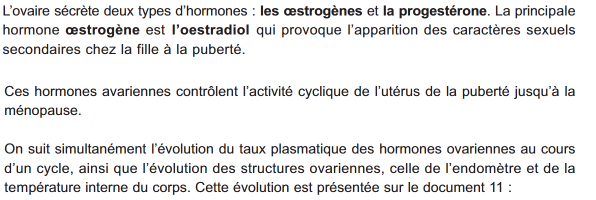 L'ovaire sécrète deux types d'hormones : les œstrogènes et la progestérone. La principale
hormone œstrogène est l'oestradiol qui provoque l'apparition des caractères sexuels
secondaires chez la fille à la puberté.
Ces hormones avariennes contrôlent l'activité cyclique de l'utérus de la puberté jusqu'à la
ménopause.
On suit simultanément l'évolution du taux plasmatique des hormones ovariennes au cours
d'un cycle, ainsi que l'évolution des structures ovariennes, celle de l'endomètre et de la
température interne du corps. Cette évolution est présentée sur le document 11 :